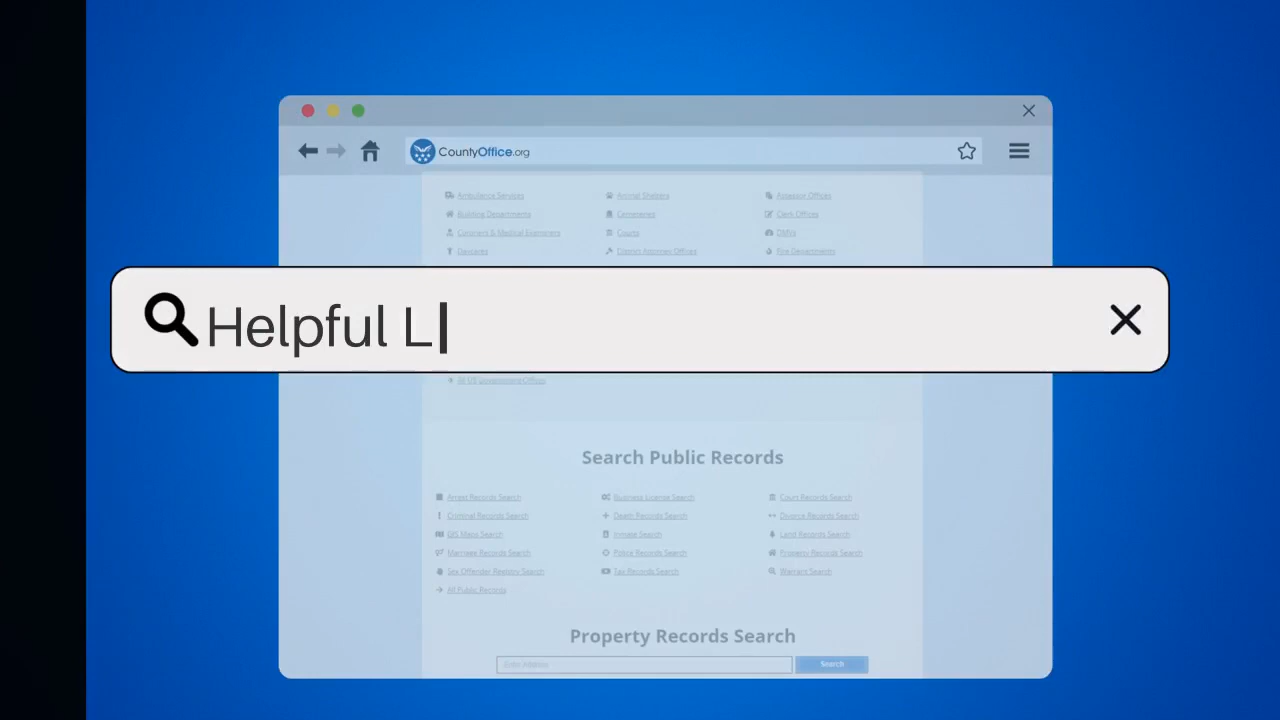 CountyOffice.org
Ambulance Services
Animal Shelters
Assessor Offices
Building Departments
Cemeteries
Clerk Offices
Coroners & Medical Examiners
Courts
DMVs
Daycares
District Attorney Offices
Fire Departments
Helpful L
All US Government Offices
Search Public Records
Arrest Records Search
Business License Search
Court Records Search
Criminal Records Search
Death Records Search
Divorce Records Search
GIS Maps Search
Inmate Search
Land Records Search
Marriage Records Search
Police Records Search
Property Records Search
Sex Offender Registry Search
Tax Records Search
Warrant Search
All Public Records
Property Records Search
Enter Address
Search